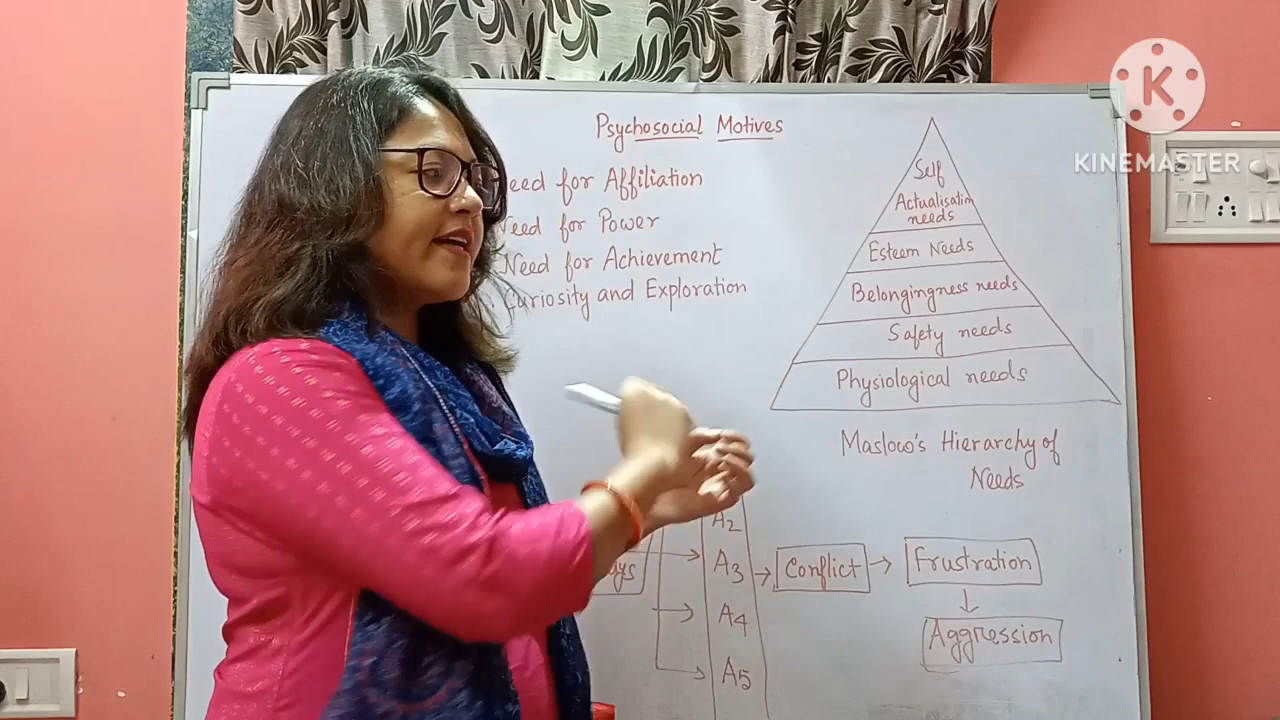 Psychosocial Motives
eed for Affiliation
Need for Power
Need for Achievement
Curiosity and Exploration
Self
Actualisation
needs
Esteem Needs
Belongingness needs
Safety needs
Physiological needs
Maslow's Hierarchy of
Needs
A2
A3
A4
A5
Conflict
Frustration
Aggression
K
KINEMASTER